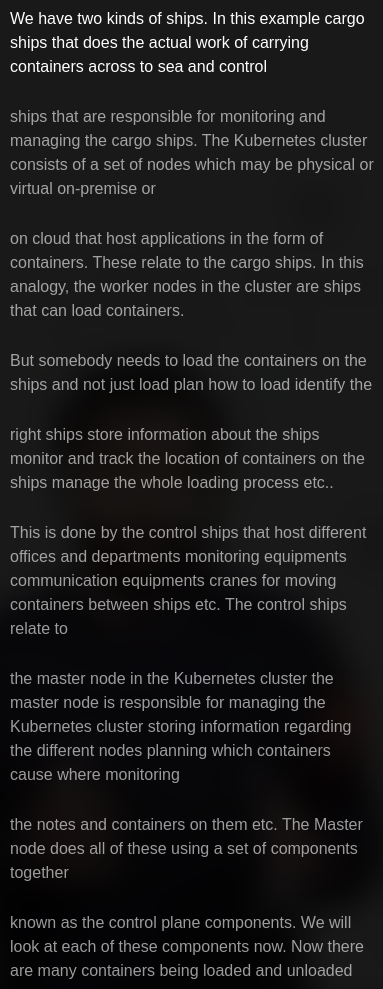 We have two kinds of ships. In this example cargo
ships that does the actual work of carrying
containers across to sea and control
ships that are responsible for monitoring and
managing the cargo ships. The Kubernetes cluster
consists of a set of nodes which may be physical or
virtual on-premise or
on cloud that host applications in the form of
containers. These relate to the cargo ships. In this
analogy, the worker nodes in the cluster are ships
that can load containers.
But somebody needs to load the containers on the
ships and not just load plan how to load identify the
right ships store information about the ships
monitor and track the location of containers on the
ships manage the whole loading process etc..
This is done by the control ships that host different
offices and departments monitoring equipments
communication equipments cranes for moving
containers between ships etc. The control ships
relate to
the master node in the Kubernetes cluster the
master node is responsible for managing the
Kubernetes cluster storing information regarding
the different nodes planning which containers
cause where monitoring
the notes and containers on them etc. The Master
node does all of these using a set of components
together
known as the control plane components. We will
look at each of these components now. Now there
are many containers being loaded and unloaded